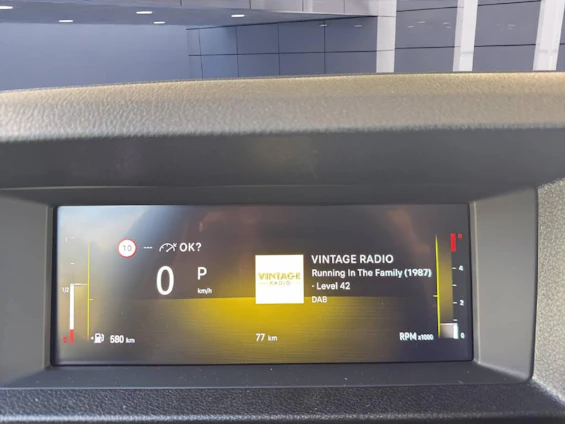 10 --- OK?
0 P
km/h
1/2
580 km
77 km
VINTAGE
RADIO
VINTAGE RADIO
Running In The Family (1987)
- Level 42
DAB
4
2
0
RPM x1000